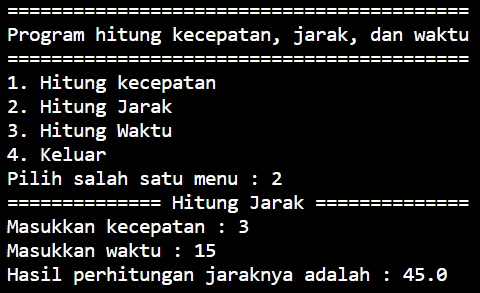 ==========================================
Program hitung kecepatan, jarak, dan waktu
==========================================
1. Hitung kecepatan
2. Hitung Jarak
3. Hitung Waktu
4. Keluar
Pilih salah satu menu : 2
============== Hitung Jarak ==============
Masukkan kecepatan : 3
Masukkan waktu : 15
Hasil perhitungan jaraknya adalah : 45.0